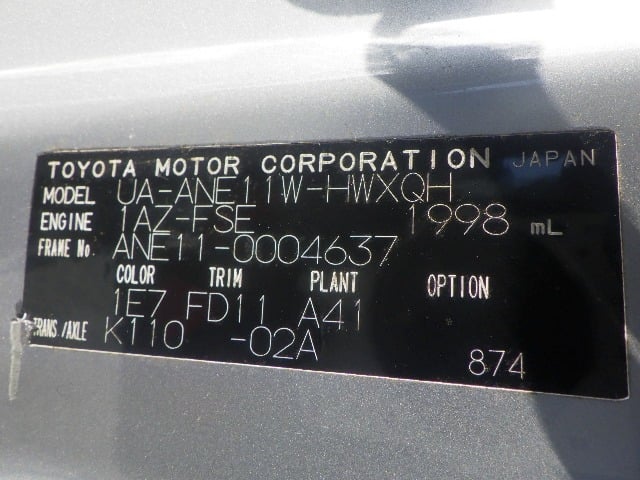 TOYOTA MOTOR CORPORATION JAPAN
MODEL UA-ANE11W-HWXQH
ENGINE 1AZ-FSE 1998 mL
FRAME No ANE11-0004637
COLOR TRIM PLANT OPTION
1E7 FD11 A41
TRANS./AXLE K110 -02A
874